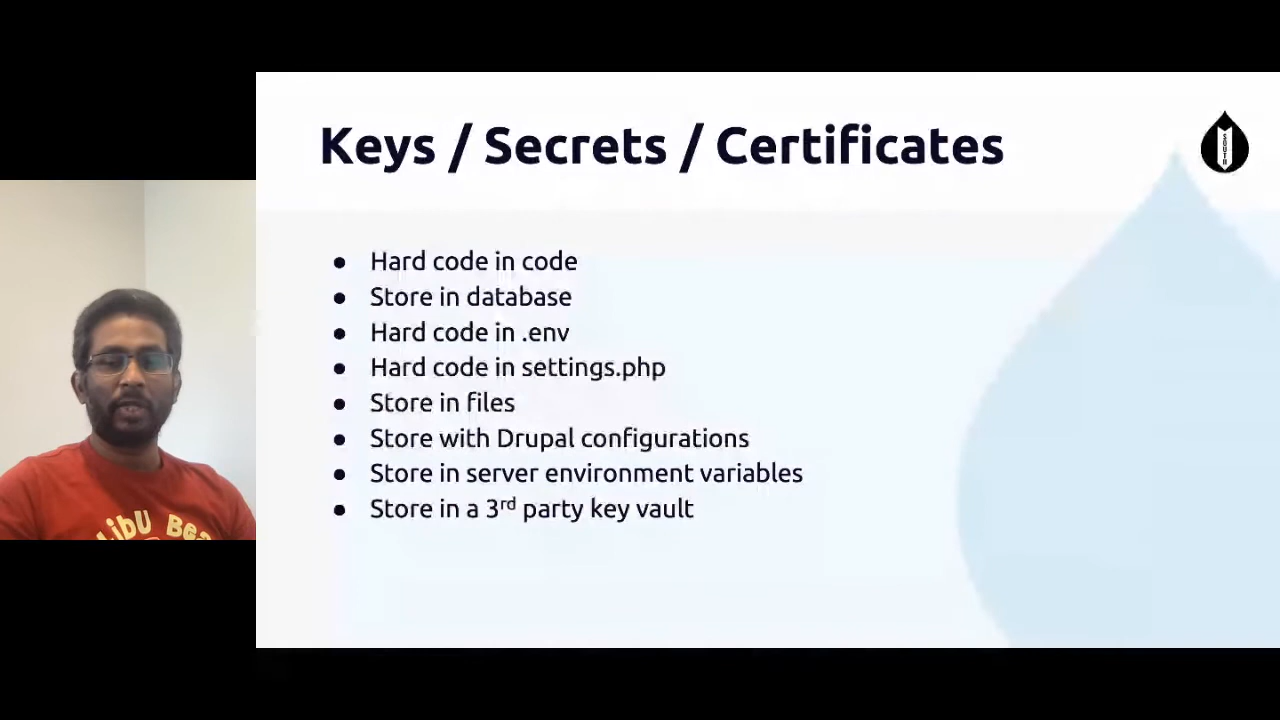 Keys / Secrets / Certificates
SOUTH
● Hard code in code
● Store in database
● Hard code in .env
● Hard code in settings.php
● Store in files
● Store with Drupal configurations
● Store in server environment variables
● Store in a 3rd party key vault